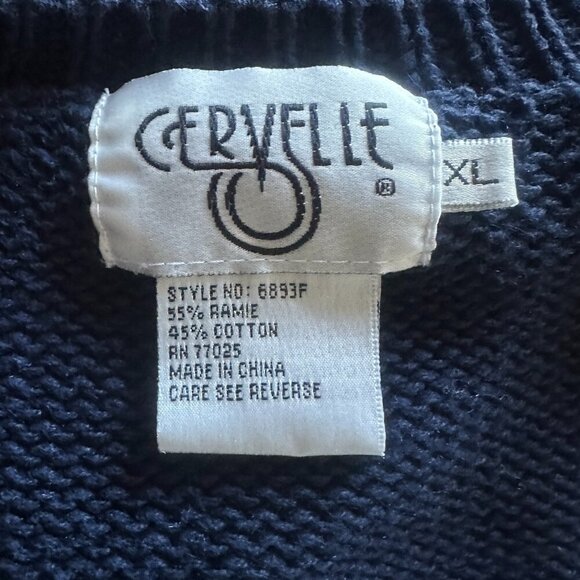 CERVELLE
®
XL
STYLE NO: 6893F
55% RAMIE
45% COTTON
RN 77025
MADE IN CHINA
CARE SEE REVERSE